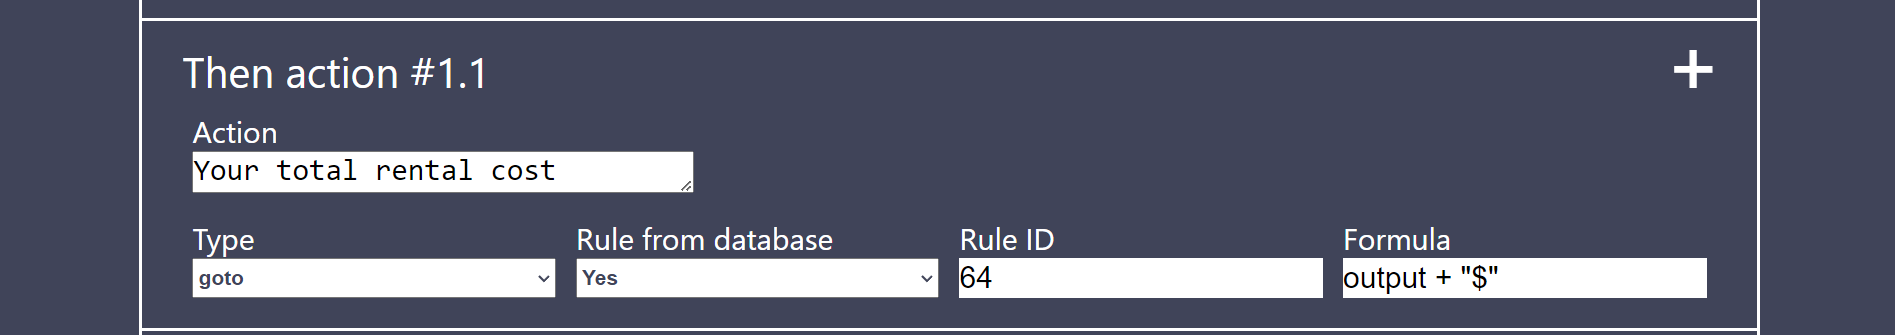 Then action #1.1
Action
Your total rental cost
Type Rule from database Rule ID Formula
goto Yes 64 output + "$"